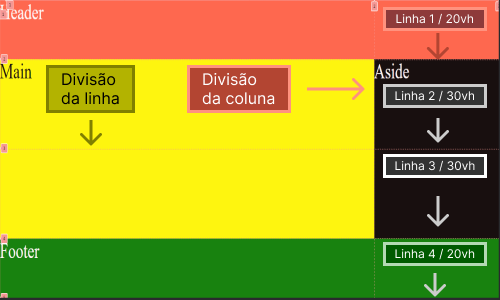 Header
Linha 1 / 20vh
Main
Divisão
da linha
Divisão
da coluna
Aside
Linha 2 / 30vh
Linha 3 / 30vh
Footer
Linha 4 / 20vh